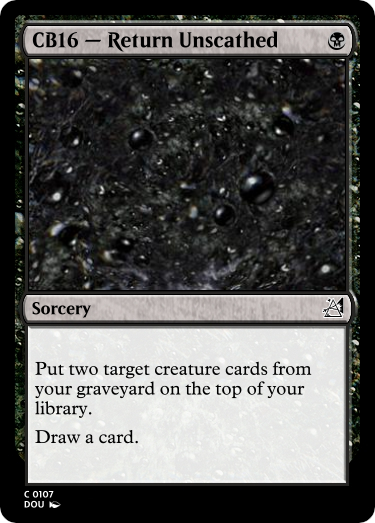 CB16 — Return Unscathed
Sorcery
Put two target creature cards from
your graveyard on the top of your
library.
Draw a card.
C 0107
DOU